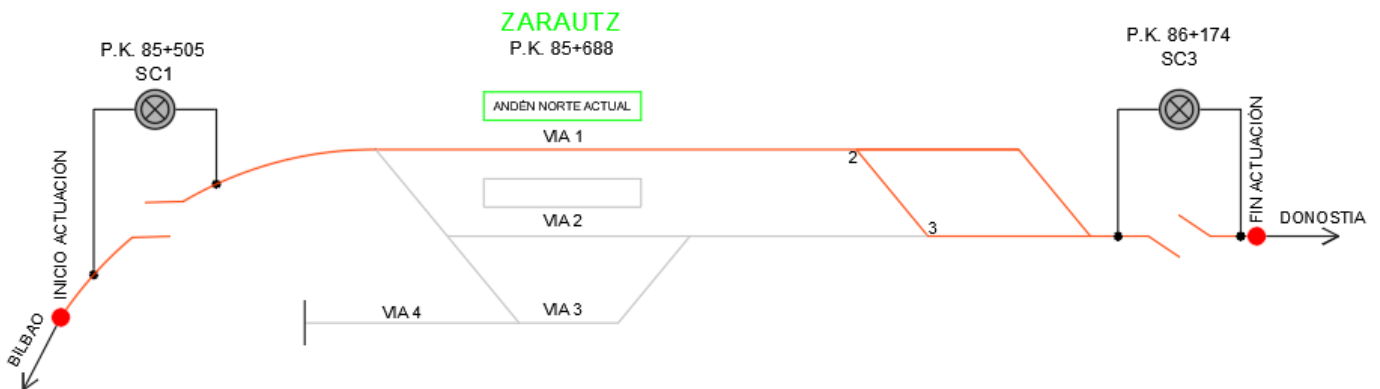 ZARAUTZ
P.K. 85+688
P.K. 85+505
SC1
P.K. 86+174
SC3
ANDÉN NORTE ACTUAL
VIA 1
2
INICIO ACTUACIÓN
FIN ACTUACIÓN
VIA 2
3
DONOSTIA
VIA 4
VIA 3
BILBAO